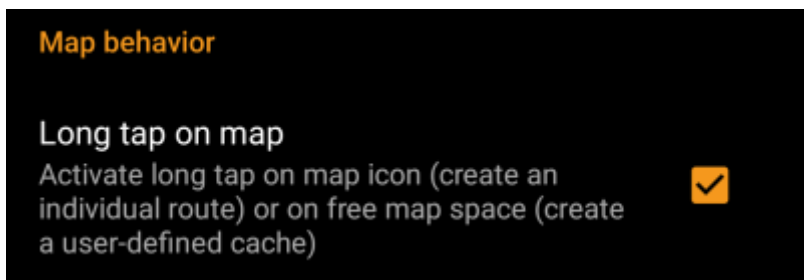 Map behavior
Long tap on map
Activate long tap on map icon (create an
individual route) or on free map space (create
a user-defined cache)